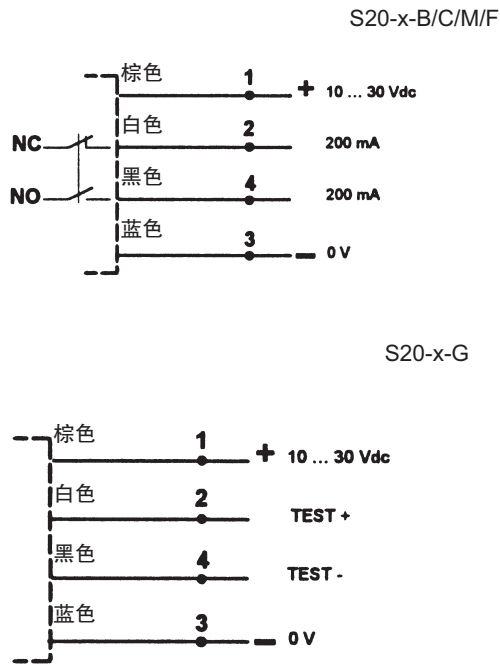 S20-x-B/C/M/F
棕色 1 + 10 ... 30 Vdc
NC 白色 2 200 mA
NO 黑色 4 200 mA
蓝色 3 − 0 V
S20-x-G
棕色 1 + 10 ... 30 Vdc
白色 2 TEST +
黑色 4 TEST -
蓝色 3 − 0 V